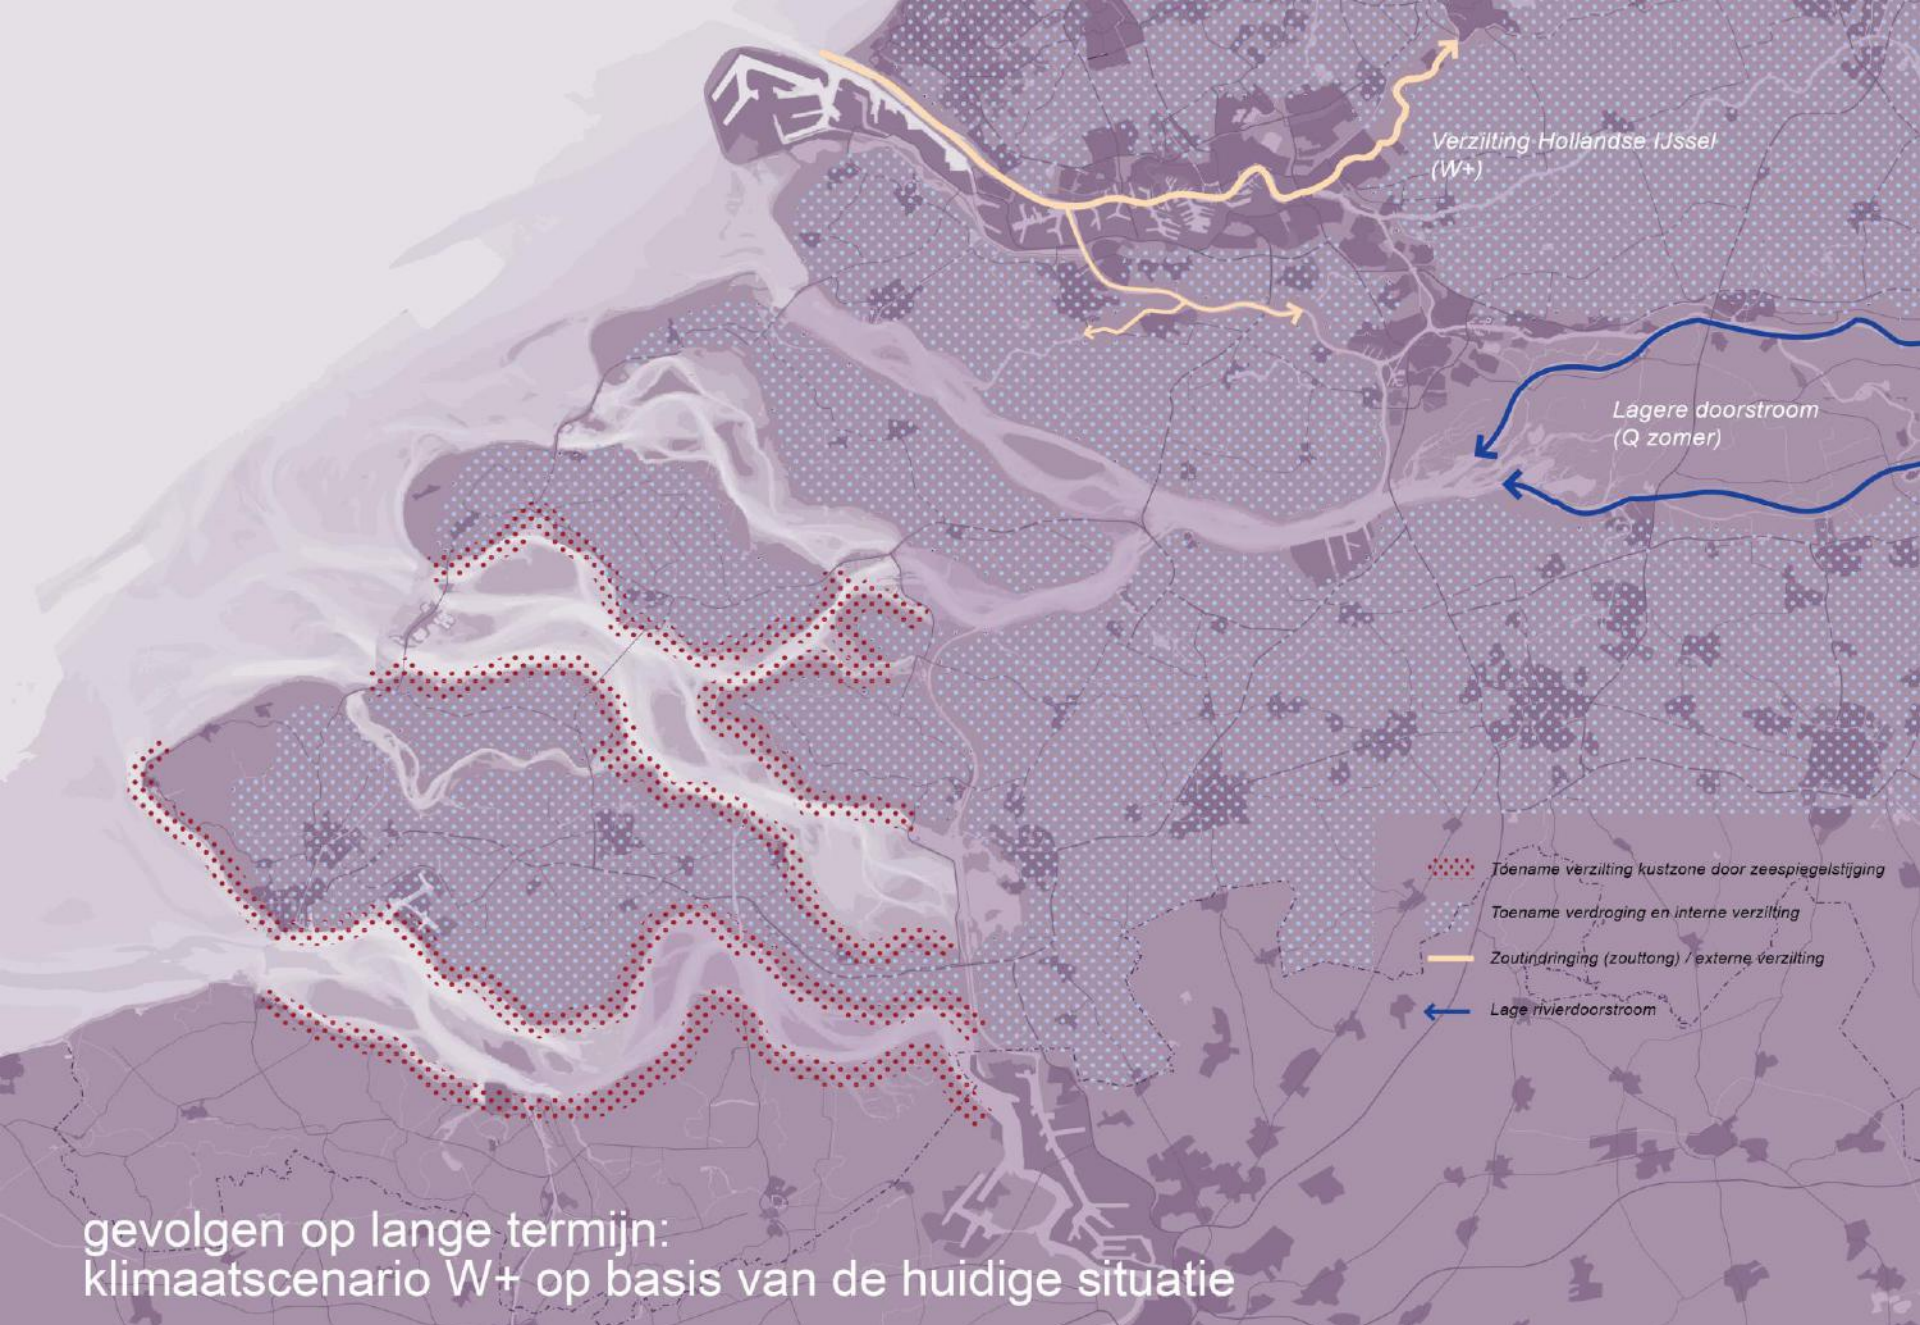 Verzilting Hollandse IJssel
(W+)
Lagere doorstroom
(Q zomer)
Toename verzilting kustzone door zeespiegelstijging
Toename verdroging en interne verzilting
Zoutindringing (zouttong) / externe verzilting
Lage rivierdoorstroom
gevolgen op lange termijn:
klimaatscenario W+ op basis van de huidige situatie